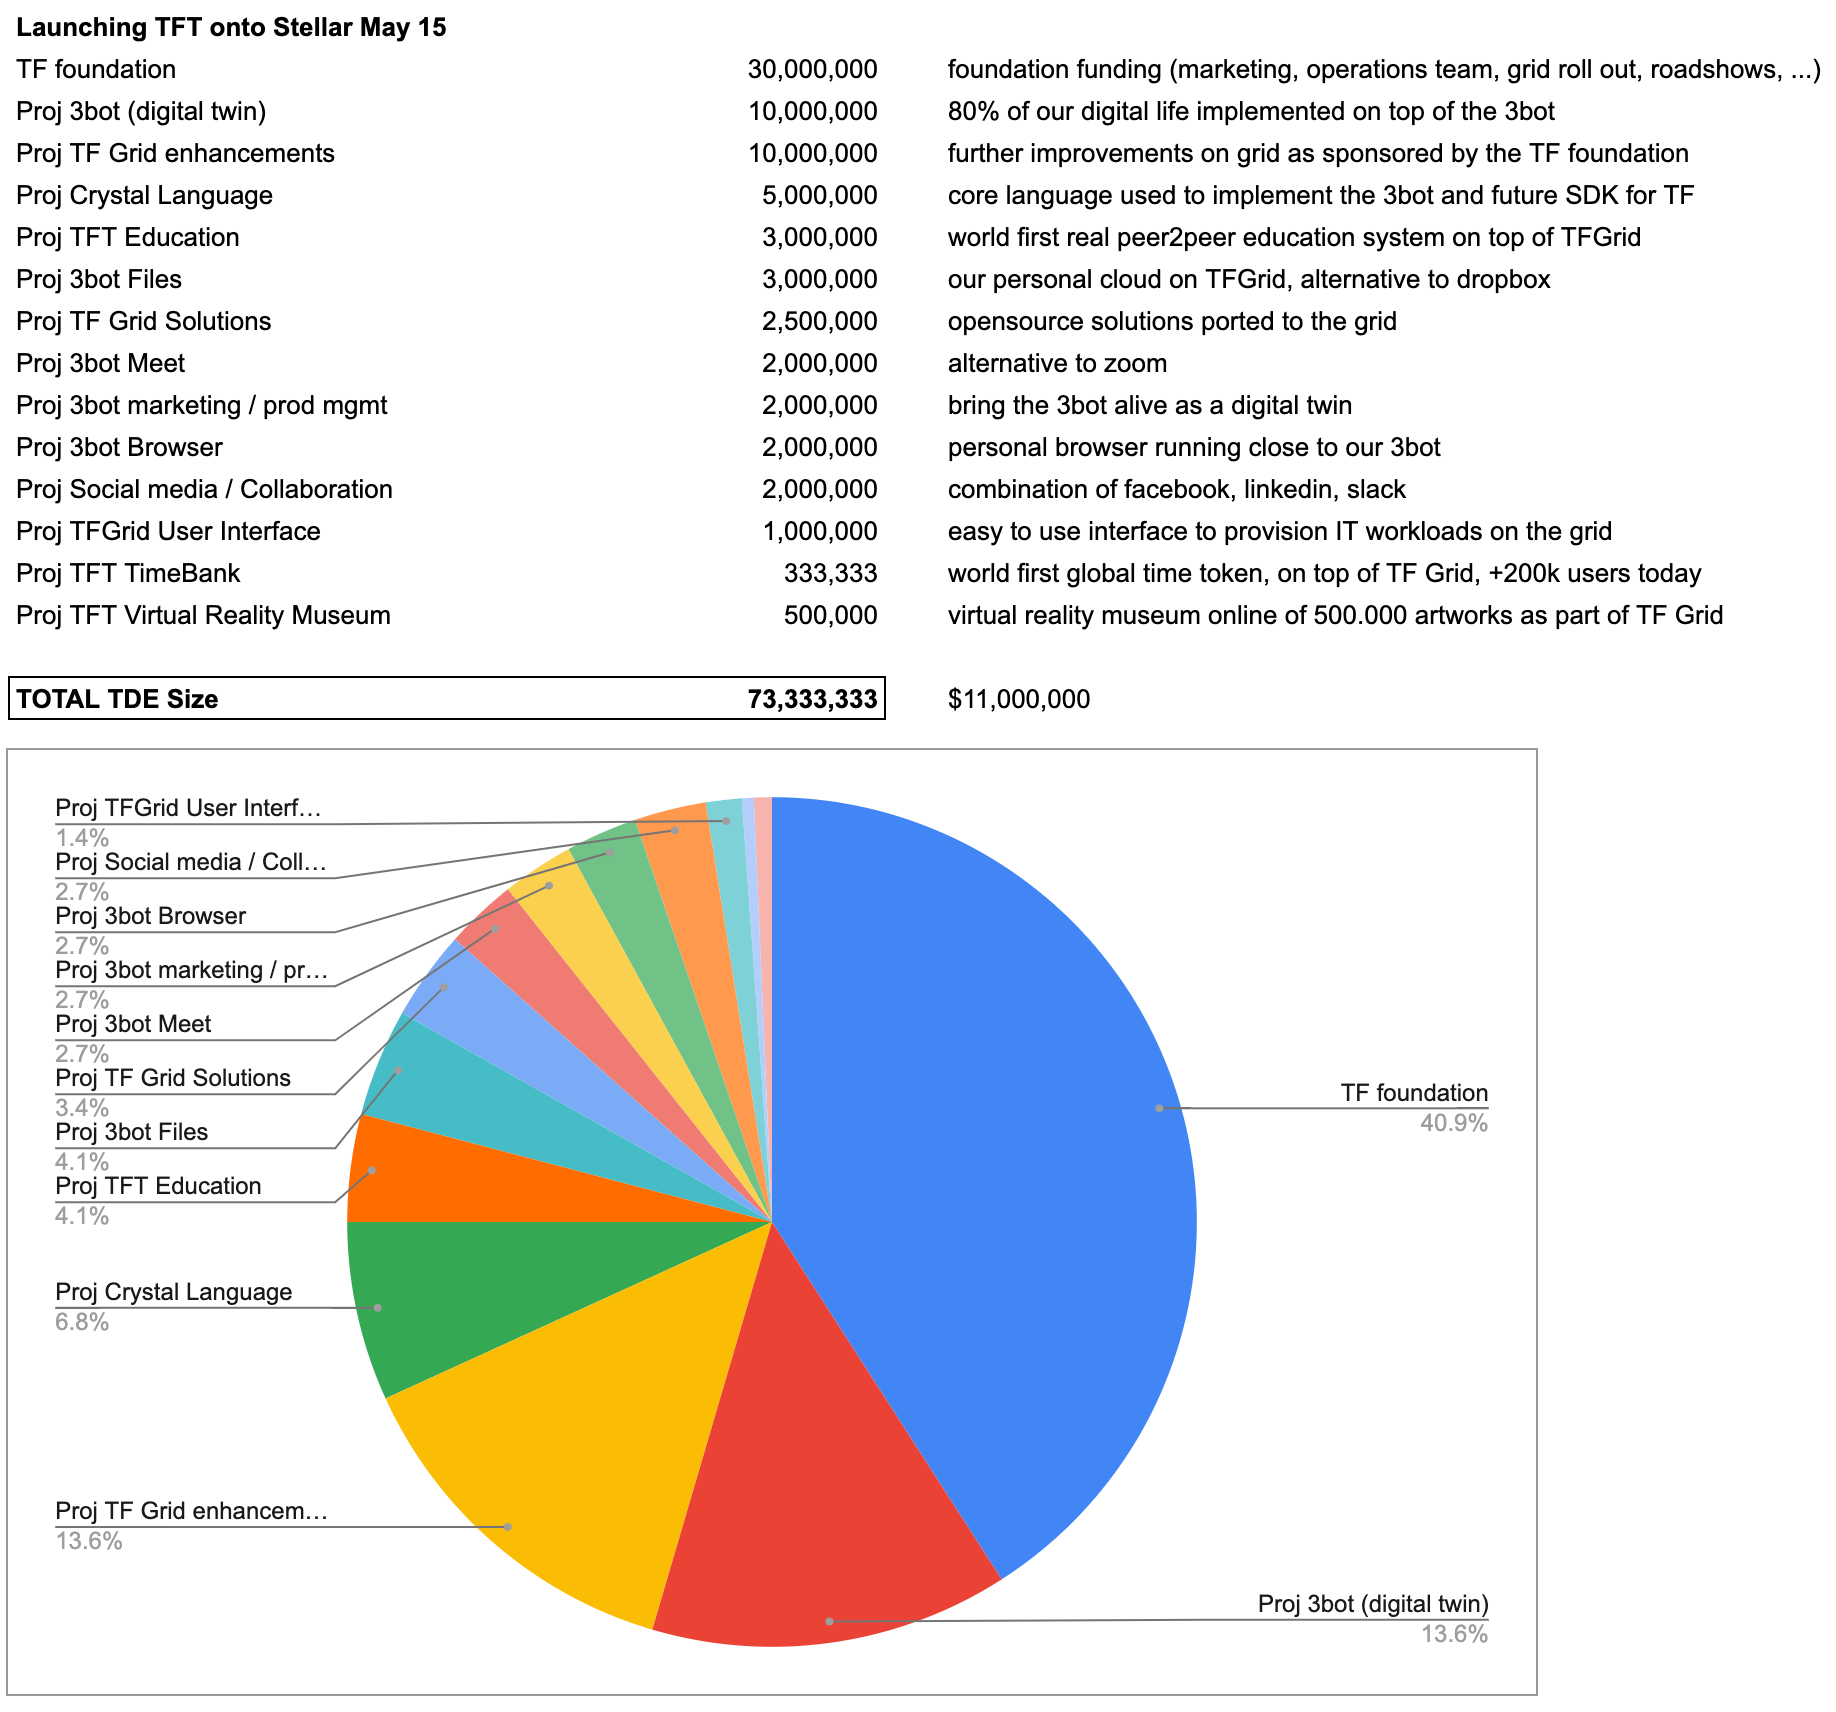 Launching TFT onto Stellar May 15
TF foundation 30,000,000 foundation funding (marketing, operations team, grid roll out, roadshows, ...)
Proj 3bot (digital twin) 10,000,000 80% of our digital life implemented on top of the 3bot
Proj TF Grid enhancements 10,000,000 further improvements on grid as sponsored by the TF foundation
Proj Crystal Language 5,000,000 core language used to implement the 3bot and future SDK for TF
Proj TFT Education 3,000,000 world first real peer2peer education system on top of TFGrid
Proj 3bot Files 3,000,000 our personal cloud on TFGrid, alternative to dropbox
Proj TF Grid Solutions 2,500,000 opensource solutions ported to the grid
Proj 3bot Meet 2,000,000 alternative to zoom
Proj 3bot marketing / prod mgmt 2,000,000 bring the 3bot alive as a digital twin
Proj 3bot Browser 2,000,000 personal browser running close to our 3bot
Proj Social media / Collaboration 2,000,000 combination of facebook, linkedin, slack
Proj TFGrid User Interface 1,000,000 easy to use interface to provision IT workloads on the grid
Proj TFT TimeBank 333,333 world first global time token, on top of TF Grid, +200k users today
Proj TFT Virtual Reality Museum 500,000 virtual reality museum online of 500.000 artworks as part of TF Grid
TOTAL TDE Size 73,333,333 $11,000,000
Proj TFGrid User Interf...
1.4%
Proj Social media / Coll...
2.7%
Proj 3bot Browser
2.7%
Proj 3bot marketing / pr...
2.7%
Proj 3bot Meet
2.7%
Proj TF Grid Solutions
3.4%
Proj 3bot Files
4.1%
Proj TFT Education
4.1%
Proj Crystal Language
6.8%
Proj TF Grid enhancem...
13.6%
TF foundation
40.9%
Proj 3bot (digital twin)
13.6%